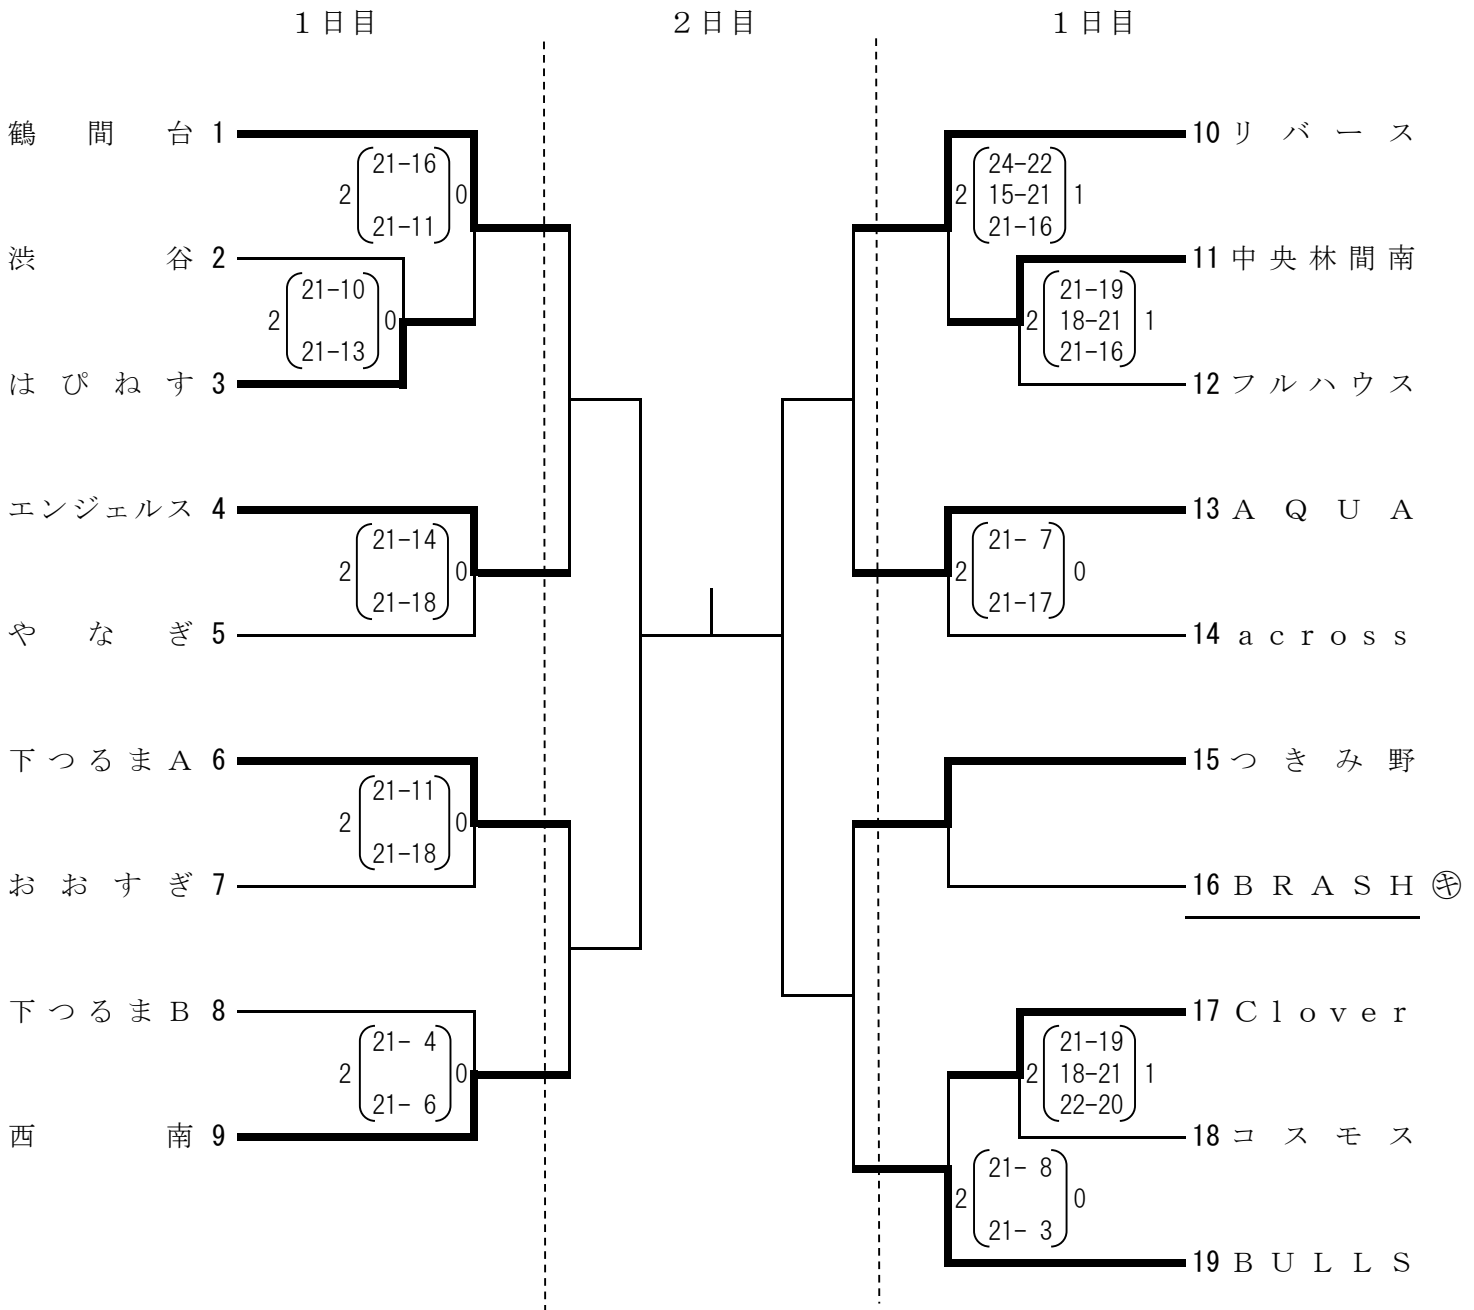 １日目 ２日目 １日目
鶴間台 1
21-16
2 0
21-11
渋谷 2
21-10
2 0
21-13
はぴねす 3
エンジェルス 4
21-14
2 0
21-18
やなぎ 5
下つるまＡ 6
21-11
2 0
21-18
おおすぎ 7
下つるまＢ 8
21- 4
2 0
21- 6
西南 9
10 リバース
24-22
2 15-21 1
21-16
11 中央林間南
21-19
2 18-21 1
21-16
12 フルハウス
13 ＡＱＵＡ
21- 7
2 0
21-17
14 ａｃｒｏｓｓ
15 つきみ野
16 ＢＲＡＳＨ ㋖
17 Ｃｌｏｖｅｒ
21-19
2 18-21 1
22-20
18 コスモス
21- 8
2 0
21- 3
19 ＢＵＬＬＳ